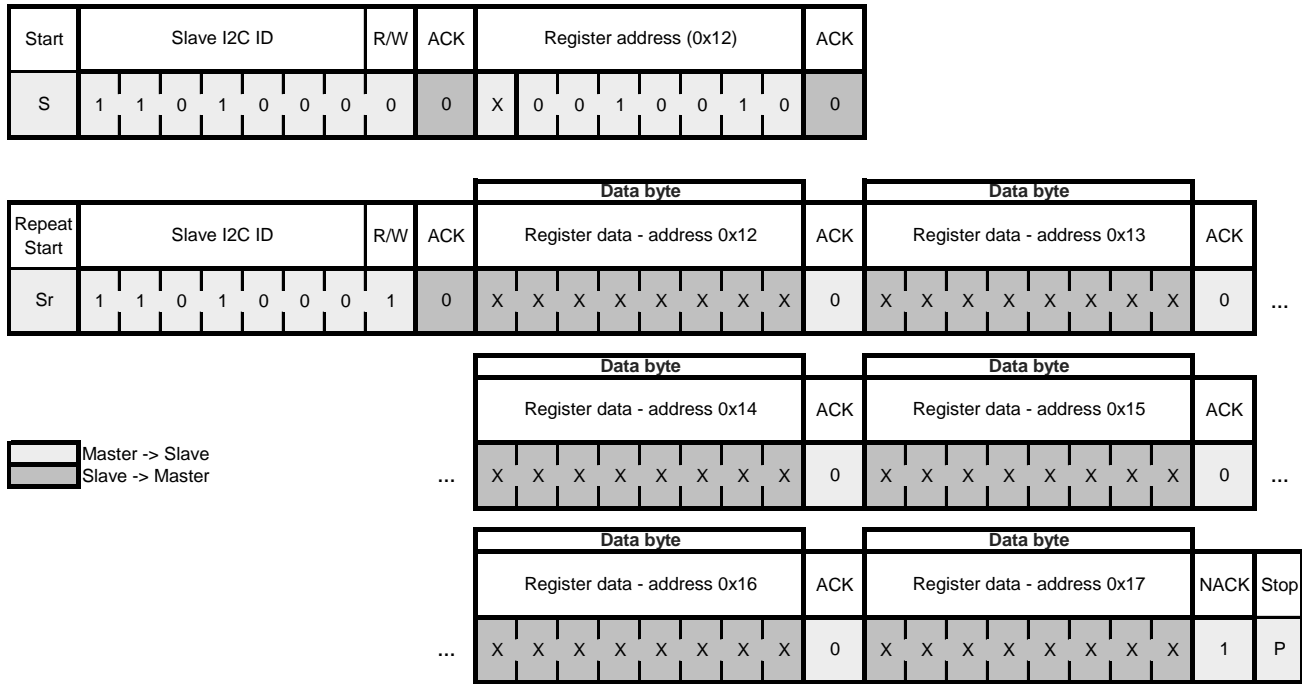 Start Slave I2C ID R/W ACK Register address (0x12) ACK
S 1 1 0 1 0 0 0 0 0 X 0 0 1 0 0 1 0 0
Data byte Data byte
Repeat Start Slave I2C ID R/W ACK Register data - address 0x12 ACK Register data - address 0x13 ACK
Sr 1 1 0 1 0 0 0 1 0 X X X X X X X X 0 X X X X X X X X 0 ...
Data byte Data byte
Register data - address 0x14 ACK Register data - address 0x15 ACK
Master -> Slave
Slave -> Master
... X X X X X X X X 0 X X X X X X X X 0 ...
Data byte Data byte
Register data - address 0x16 ACK Register data - address 0x17 NACK Stop
... X X X X X X X X 0 X X X X X X X X 1 P